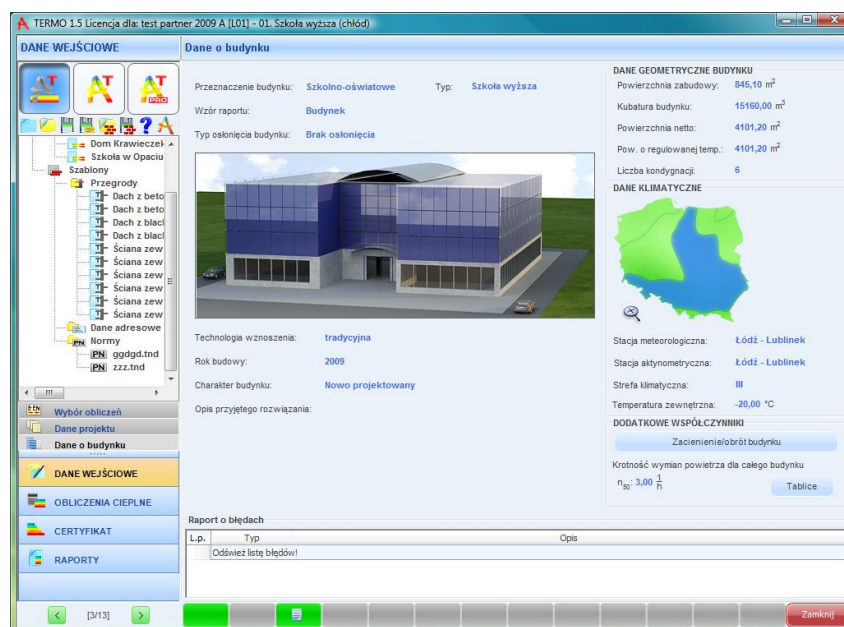 TERMO 1.5 Licencja dla: test partner 2009 A [L01] - 01. Szkoła wyższa (chłód)
DANE WEJŚCIOWE
Dane o budynku
AT
AT
AT PRO
Dom Krawieczek
Szkoła w Opaciu
Szablony
Przegrody
Dach z beto
Dach z beto
Dach z blacl
Dach z blacl
Ściana zew
Ściana zew
Ściana zew
Ściana zew
Ściana zew
Ściana zew
Dane adresowe
PN Normy
PN ggdgd.tnd
PN zzz.tnd
Wybór obliczeń
Dane projektu
Dane o budynku
DANE WEJŚCIOWE
OBLICZENIA CIEPLNE
CERTYFIKAT
RAPORTY
[3/13]
Przeznaczenie budynku: Szkolno-oświatowe Typ: Szkoła wyższa
Wzór raportu: Budynek
Typ osłonięcia budynku: Brak osłonięcia
Technologia wznoszenia: tradycyjna
Rok budowy: 2009
Charakter budynku: Nowo projektowany
Opis przyjętego rozwiązania:
DANE GEOMETRYCZNE BUDYNKU
Powierzchnia zabudowy: 845,10 m²
Kubatura budynku: 15160,00 m³
Powierzchnia netto: 4101,20 m²
Pow. o regulowanej temp.: 4101,20 m²
Liczba kondygnacji: 6
DANE KLIMATYCZNE
Stacja meteorologiczna: Łódź - Lublinek
Stacja aktynometryczna: Łódź - Lublinek
Strefa klimatyczna: III
Temperatura zewnętrzna: -20,00 °C
DODATKOWE WSPÓŁCZYNNIKI
Zacienienie/obrót budynku
Krotność wymian powietrza dla całego budynku
n₅₀: 3,00 1/h
Tablice
Raport o błędach
L.p. Typ Opis
Odśwież listę błędów!
Zamknij